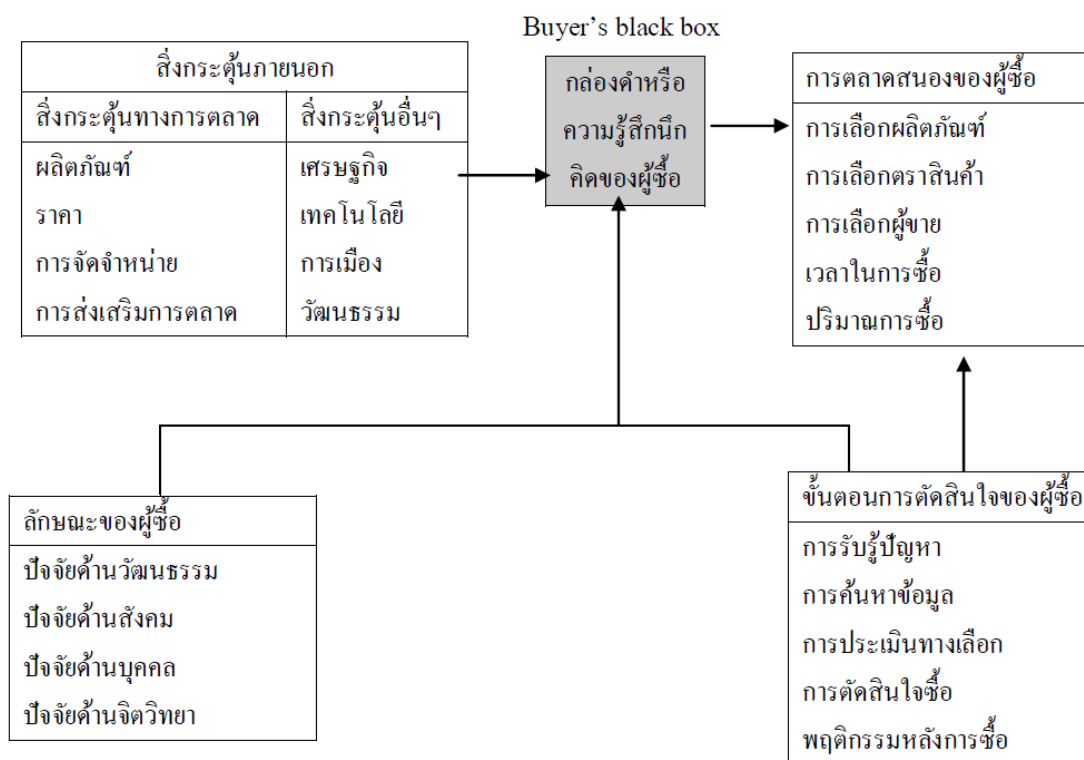 Buyer's black box
สิ่งกระตุ้นภายนอก
สิ่งกระตุ้นทางการตลาด
สิ่งกระตุ้นอื่นๆ
ผลิตภัณฑ์
เศรษฐกิจ
ราคา
เทคโนโลยี
การจัดจำหน่าย
การเมือง
การส่งเสริมการตลาด
วัฒนธรรม
กล่องดำหรือ
ความรู้สึกนึก
คิดของผู้ซื้อ
การตลาดสนองของผู้ซื้อ
การเลือกผลิตภัณฑ์
การเลือกตราสินค้า
การเลือกผู้ขาย
เวลาในการซื้อ
ปริมาณการซื้อ
ลักษณะของผู้ซื้อ
ปัจจัยด้านวัฒนธรรม
ปัจจัยด้านสังคม
ปัจจัยด้านบุคคล
ปัจจัยด้านจิตวิทยา
ขั้นตอนการตัดสินใจของผู้ซื้อ
การรับรู้ปัญหา
การค้นหาข้อมูล
การประเมินทางเลือก
การตัดสินใจซื้อ
พฤติกรรมหลังการซื้อ